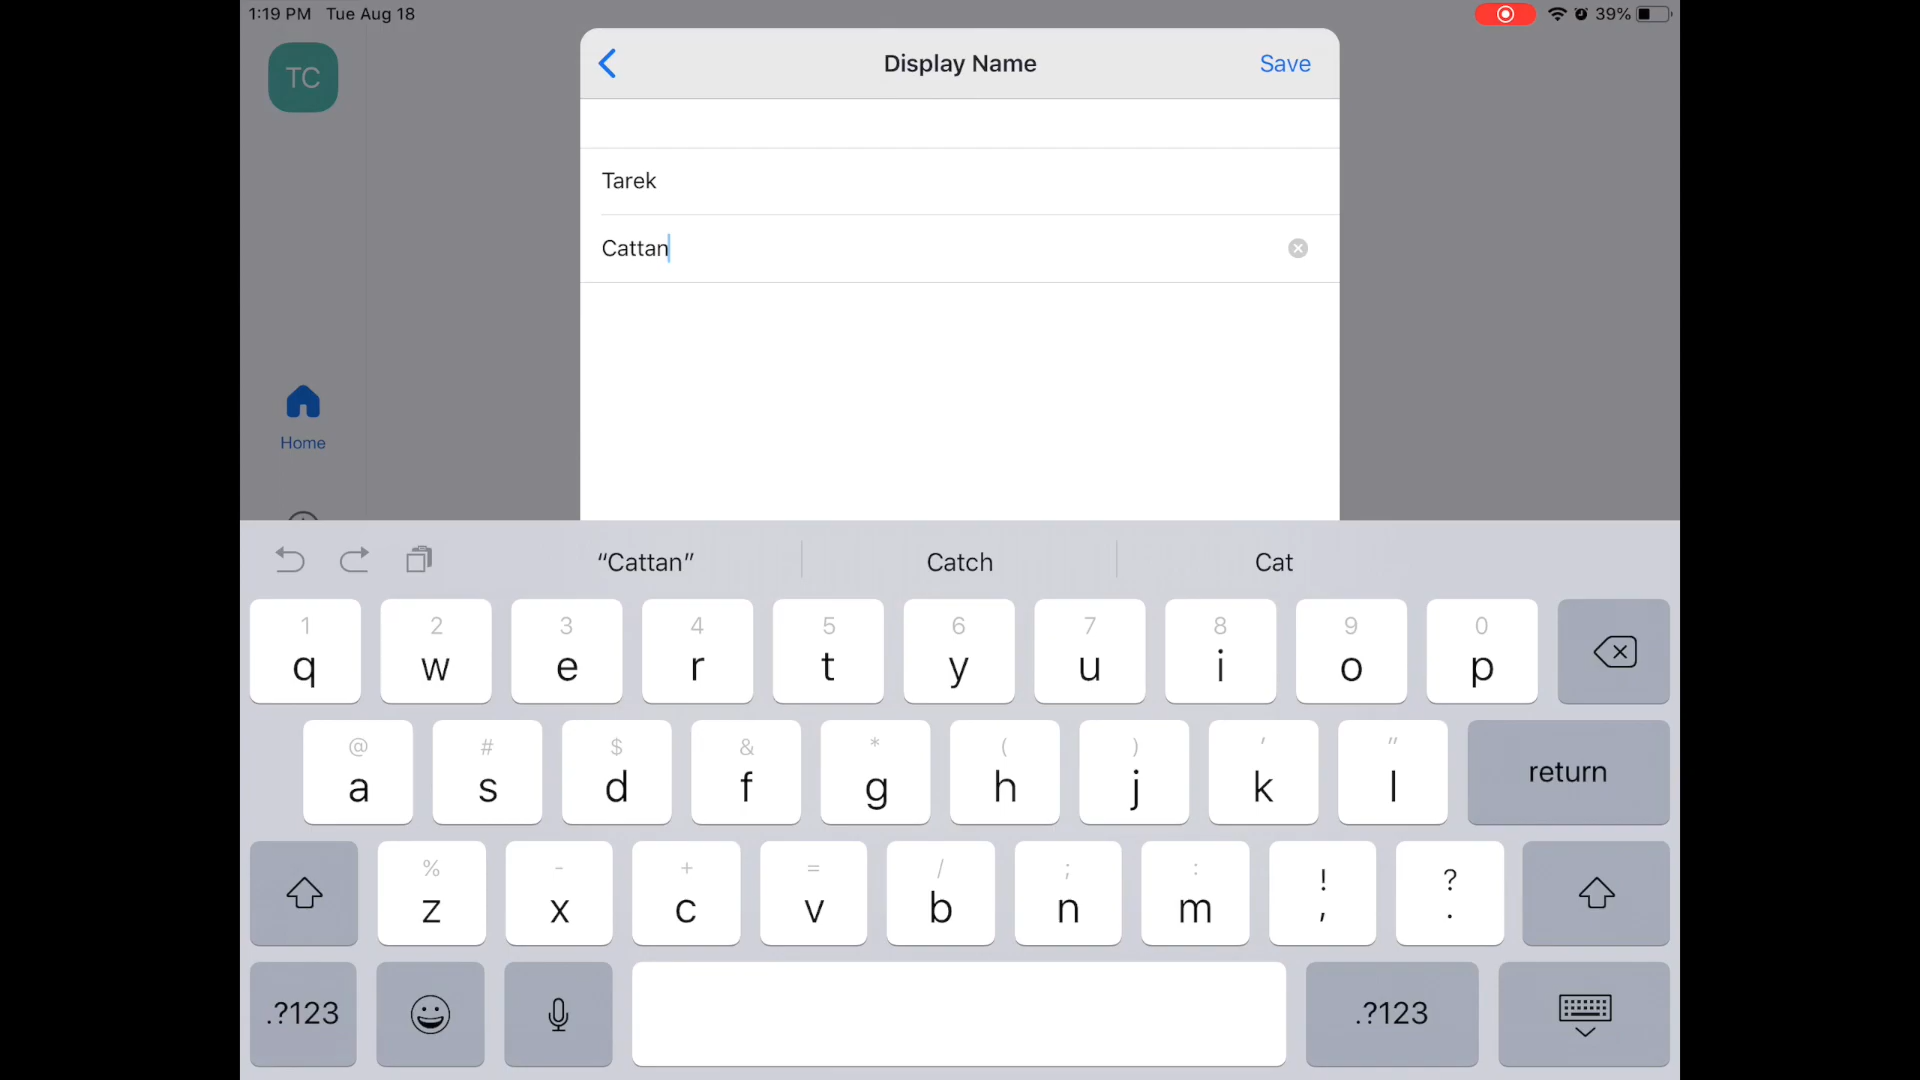 1:19 PM Tue Aug 18 39%
TC
Display Name Save
Tarek
Cattan
Home
“Cattan” Catch Cat
1 2 3 4 5 6 7 8 9 0
q w e r t y u i o p
@ # $ & * ( ) ' "
a s d f g h j k l return
% - + = / ; : ! ?
z x c v b n m , .
.?123 .?123